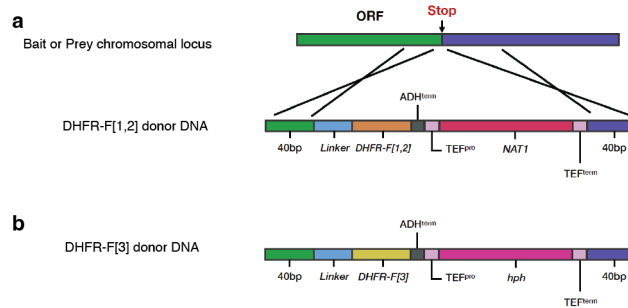 a
ORF
Stop
Bait or Prey chromosomal locus
ADHterm
DHFR-F[1,2] donor DNA
40bp Linker DHFR-F[1,2] TEFpro NAT1 40bp
TEFterm
b
ADHterm
DHFR-F[3] donor DNA
40bp Linker DHFR-F[3] TEFpro hph 40bp
TEFterm